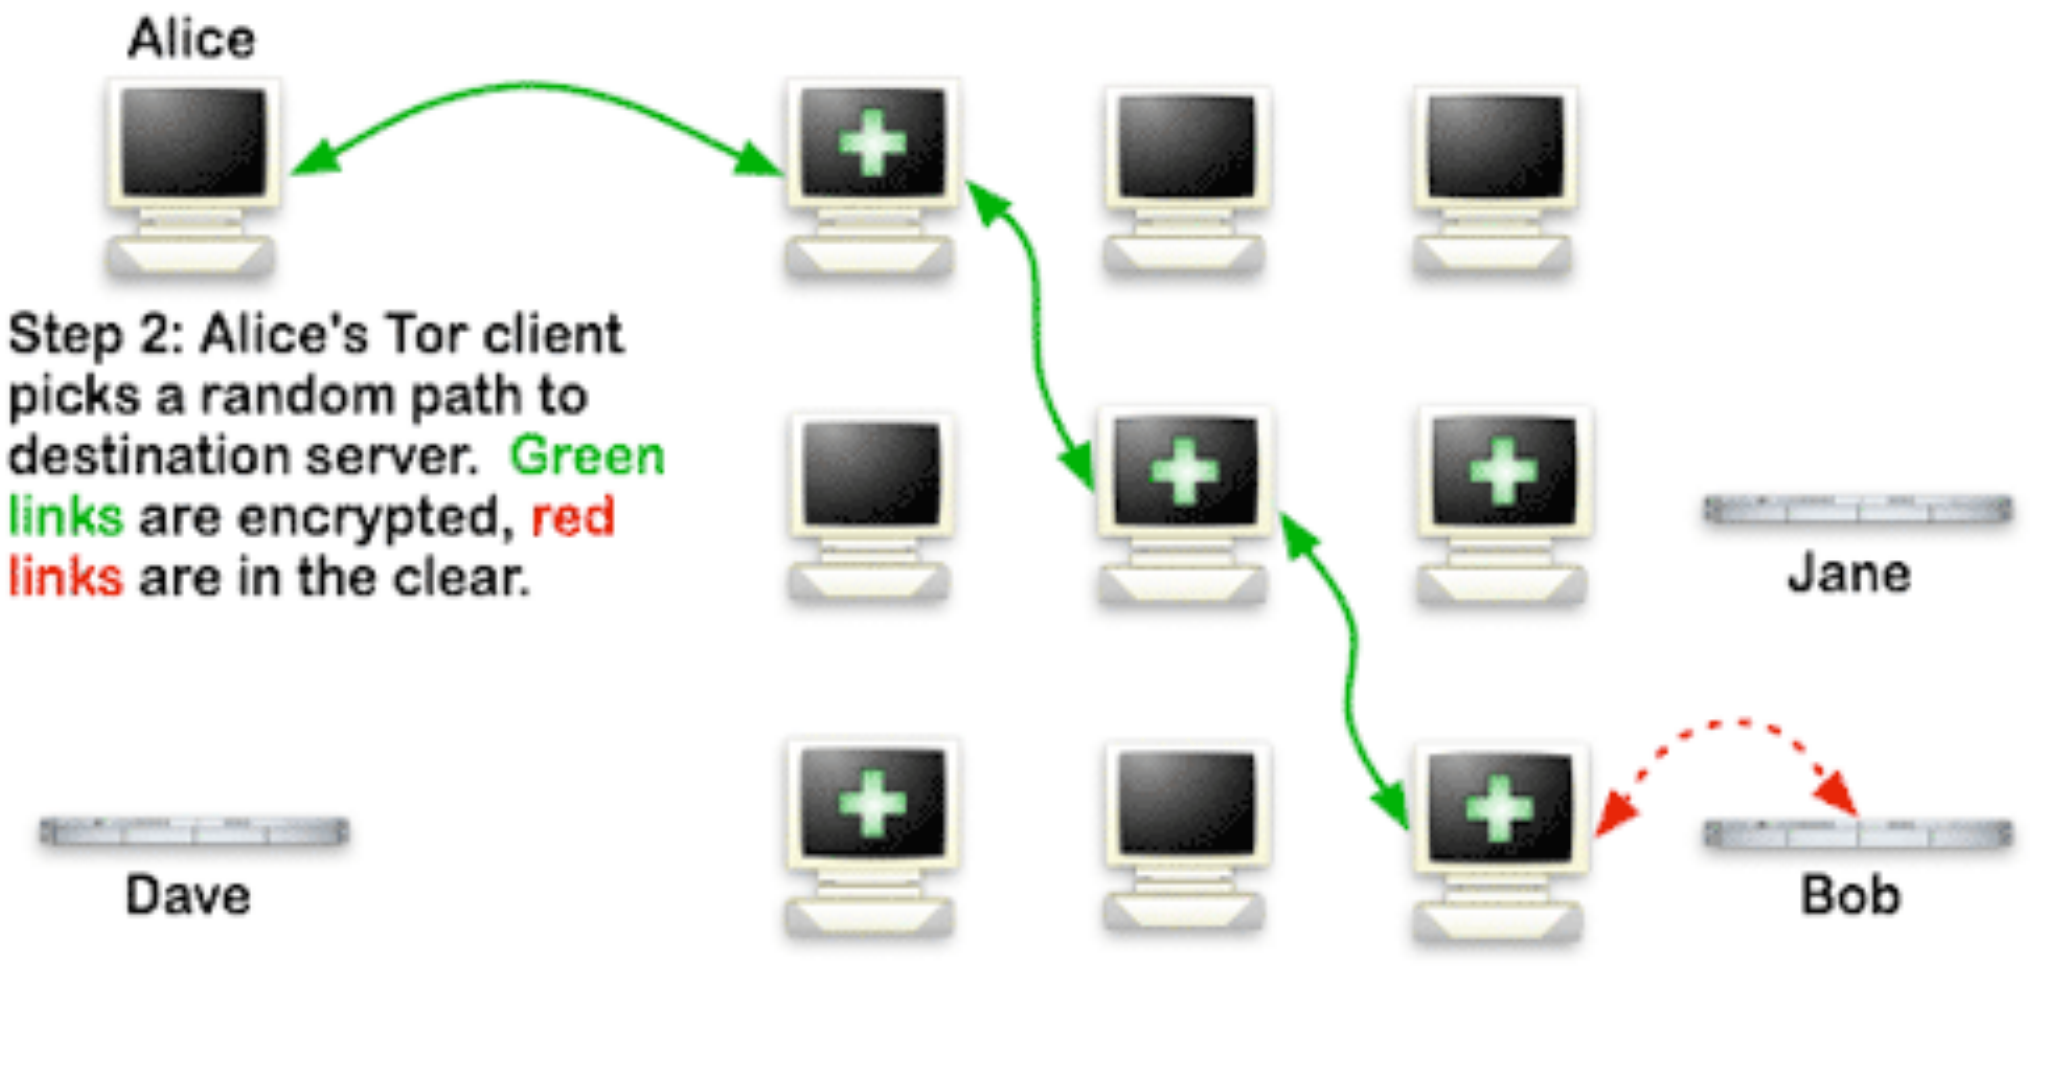 Alice
Step 2: Alice's Tor client
picks a random path to
destination server. Green
links are encrypted, red
links are in the clear.
Jane
Dave
Bob